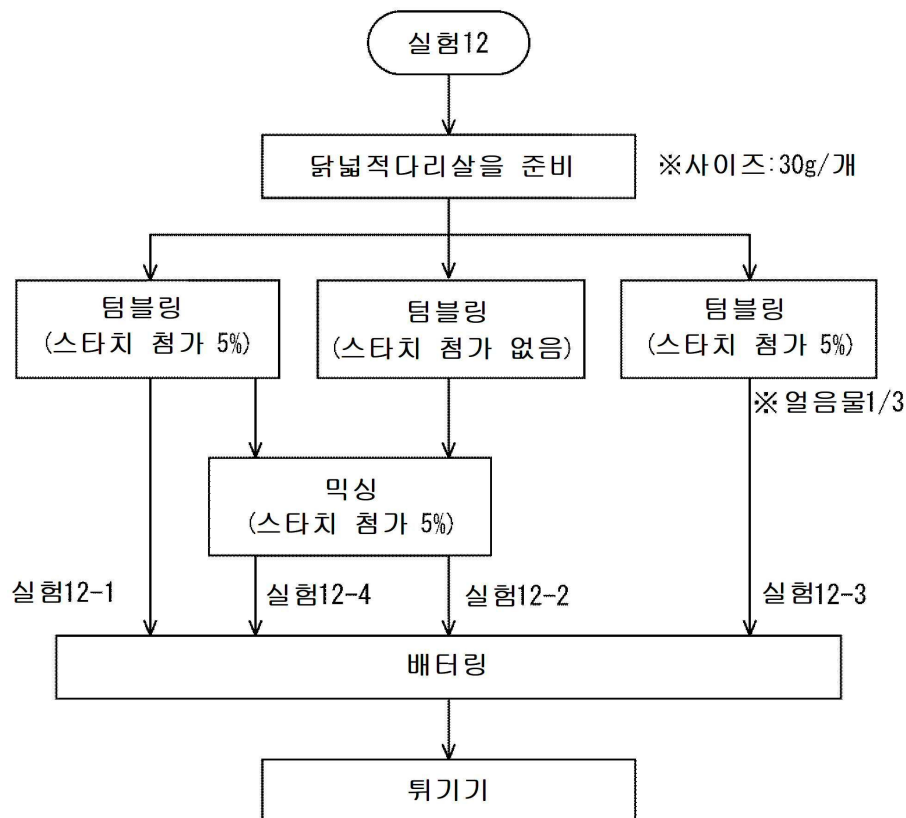 실험12
닭넓적다리살을 준비
※사이즈:30g/개
텀블링
(스타치 첨가 5%)
텀블링
(스타치 첨가 없음)
텀블링
(스타치 첨가 5%)
※얼음물1/3
믹싱
(스타치 첨가 5%)
실험12-1
실험12-4
실험12-2
실험12-3
배터링
튀기기